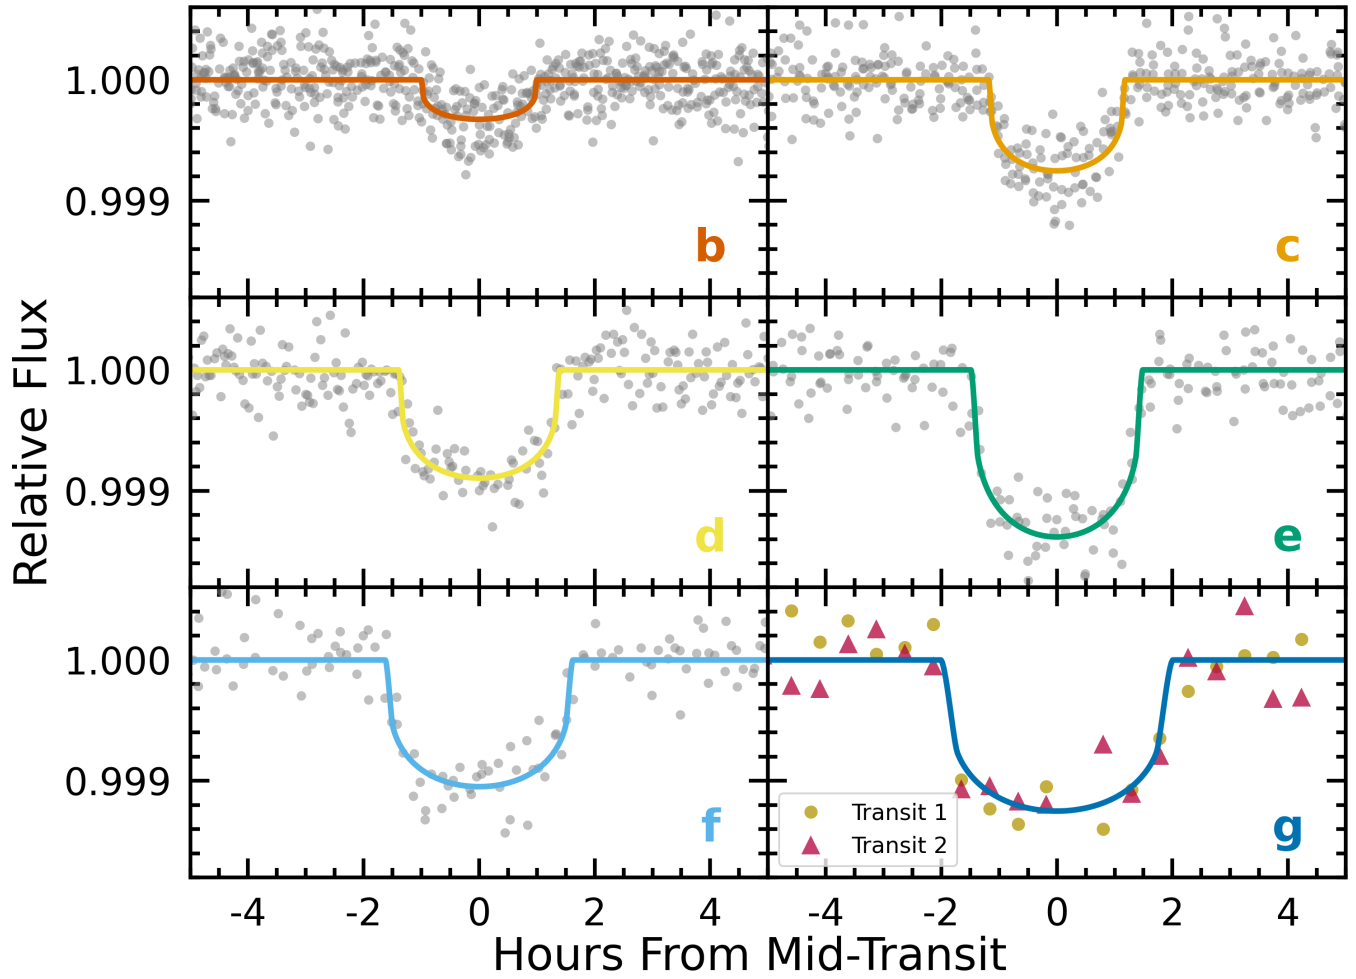 1.000
0.999
b
c
1.000
0.999
d
e
1.000
0.999
f
g
Transit 1
Transit 2
-4 -2 0 2 4 -4 -2 0 2 4
Relative Flux
Hours From Mid-Transit